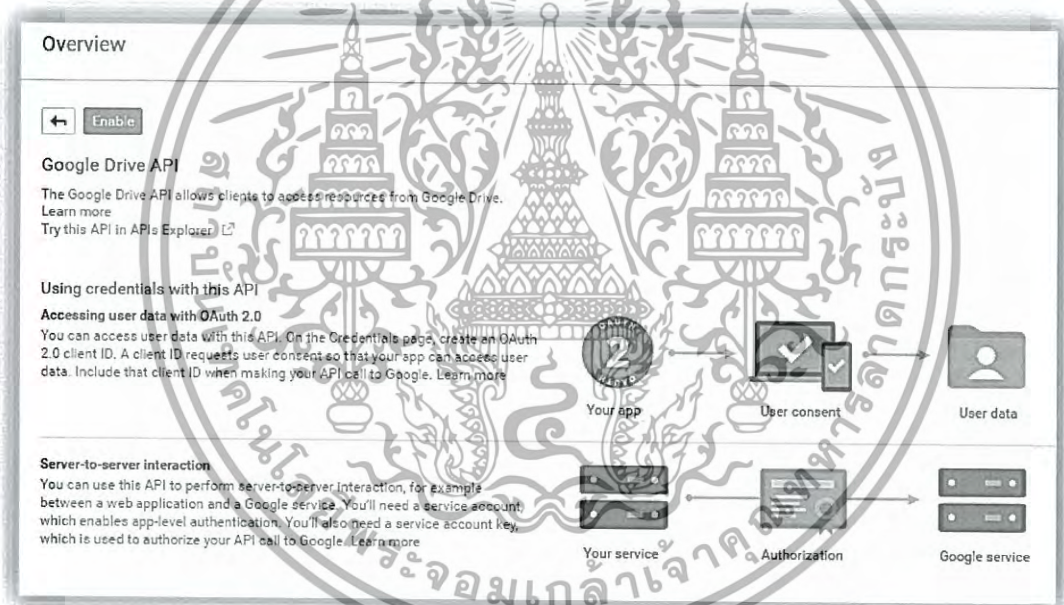 Overview
Enable
Google Drive API
The Google Drive API allows clients to access resources from Google Drive.
Learn more
Try this API in APIs Explorer
Using credentials with this API
Accessing user data with OAuth 2.0
You can access user data with this API. On the Credentials page, create an OAuth
2.0 client ID. A client ID requests user consent so that your app can access user
data. Include that client ID when making your API call to Google. Learn more
2
Your app
User consent
User data
Server-to-server interaction
You can use this API to perform server-to-server interaction, for example
between a web application and a Google service. You'll need a service account,
which enables app-level authentication. You'll also need a service account key,
which is used to authorize your API call to Google. Learn more
Your service
Authorization
Google service